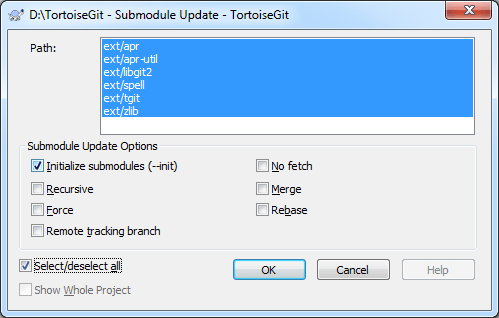 D:\TortoiseGit - Submodule Update - TortoiseGit
Path:
ext/apr
ext/apr-util
ext/libgit2
ext/spell
ext/tgit
ext/zlib
Submodule Update Options
Initialize submodules (--init)
No fetch
Recursive
Merge
Force
Rebase
Remote tracking branch
Select/deselect all
OK
Cancel
Help
Show Whole Project